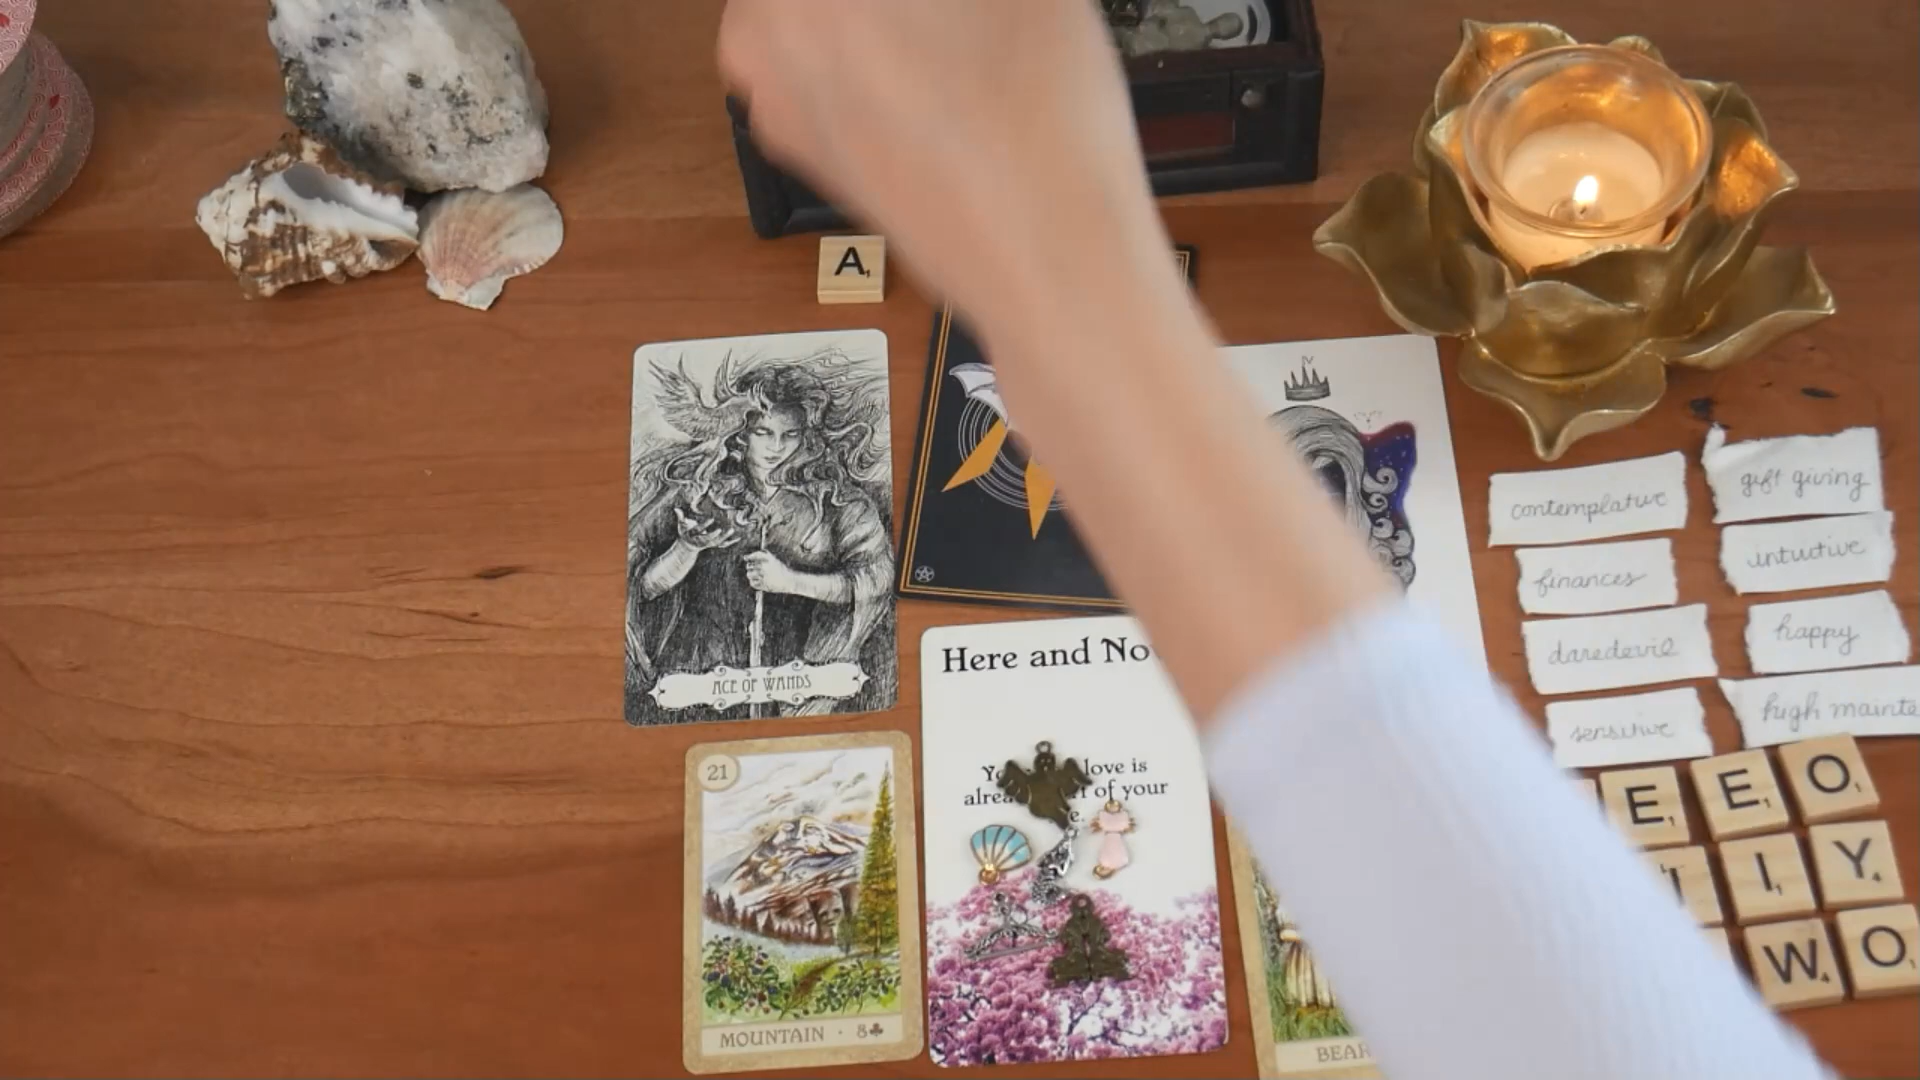 A
IV
ACE OF WANDS
contemplative
gift giving
finances
intuitive
daredevil
happy
sensitive
high mainte
Here and No
love is
of your
21
MOUNTAIN · 8♣
BEAR
E E O
I Y
W O